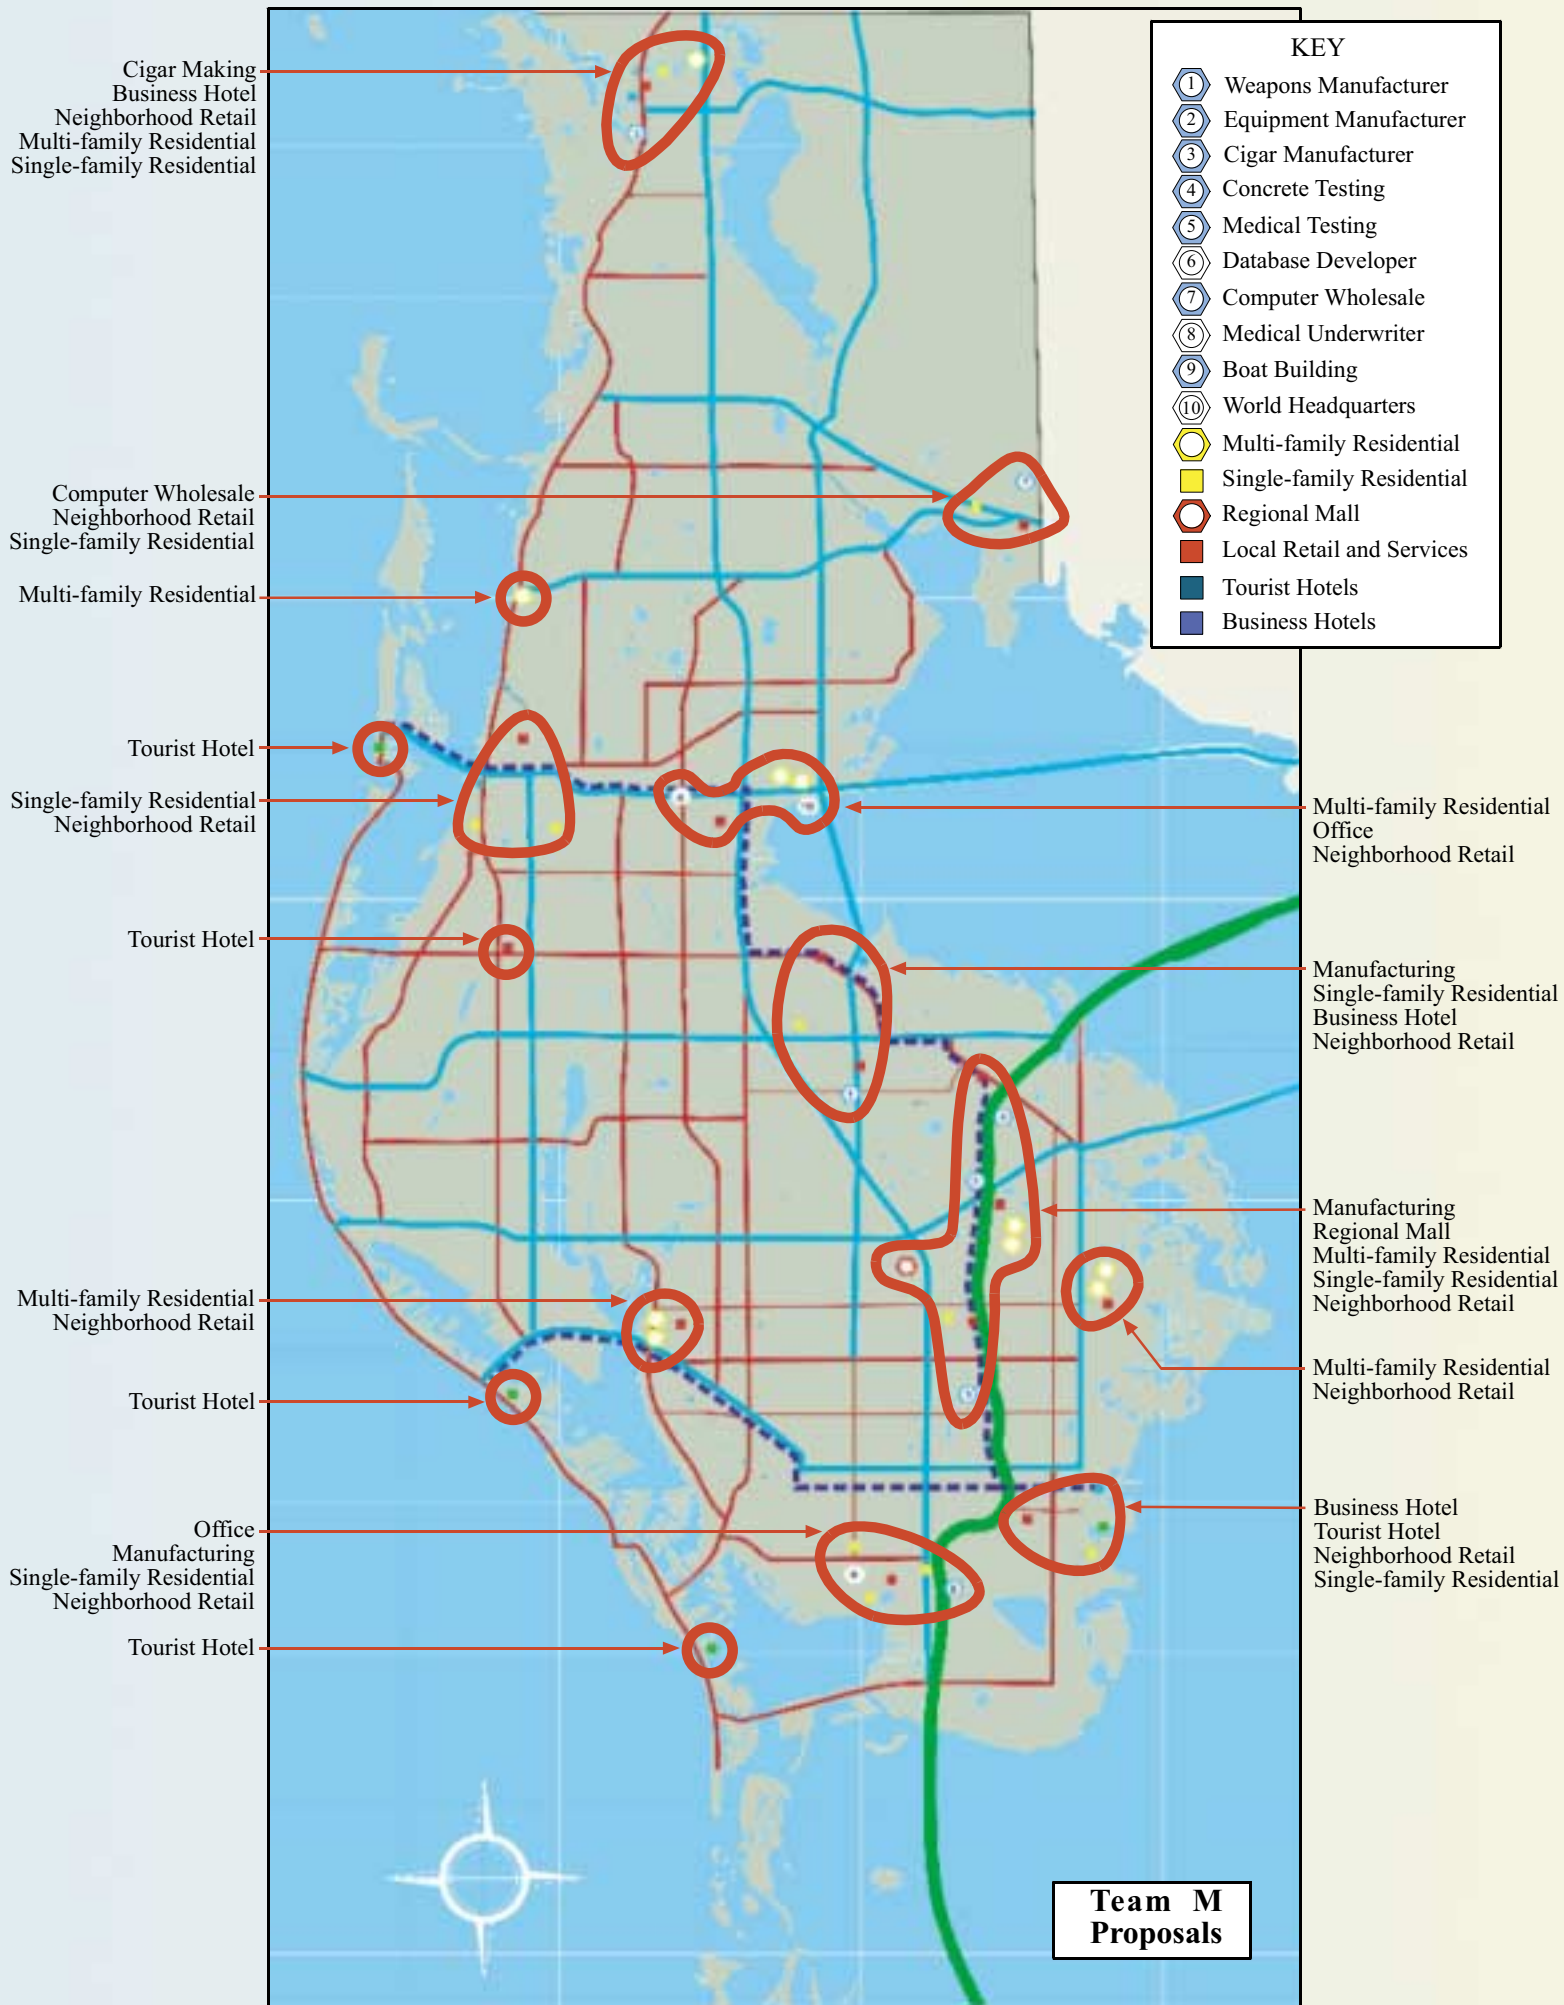 KEY
1 Weapons Manufacturer
2 Equipment Manufacturer
3 Cigar Manufacturer
4 Concrete Testing
5 Medical Testing
6 Database Developer
7 Computer Wholesale
8 Medical Underwriter
9 Boat Building
10 World Headquarters
Multi-family Residential
Single-family Residential
Regional Mall
Local Retail and Services
Tourist Hotels
Business Hotels
Cigar Making
Business Hotel
Neighborhood Retail
Multi-family Residential
Single-family Residential
Computer Wholesale
Neighborhood Retail
Single-family Residential
Multi-family Residential
Tourist Hotel
Single-family Residential
Neighborhood Retail
Tourist Hotel
Multi-family Residential
Neighborhood Retail
Tourist Hotel
Office
Manufacturing
Single-family Residential
Neighborhood Retail
Tourist Hotel
Multi-family Residential
Office
Neighborhood Retail
Manufacturing
Single-family Residential
Business Hotel
Neighborhood Retail
Manufacturing
Regional Mall
Multi-family Residential
Single-family Residential
Neighborhood Retail
Multi-family Residential
Neighborhood Retail
Business Hotel
Tourist Hotel
Neighborhood Retail
Single-family Residential
Team M
Proposals